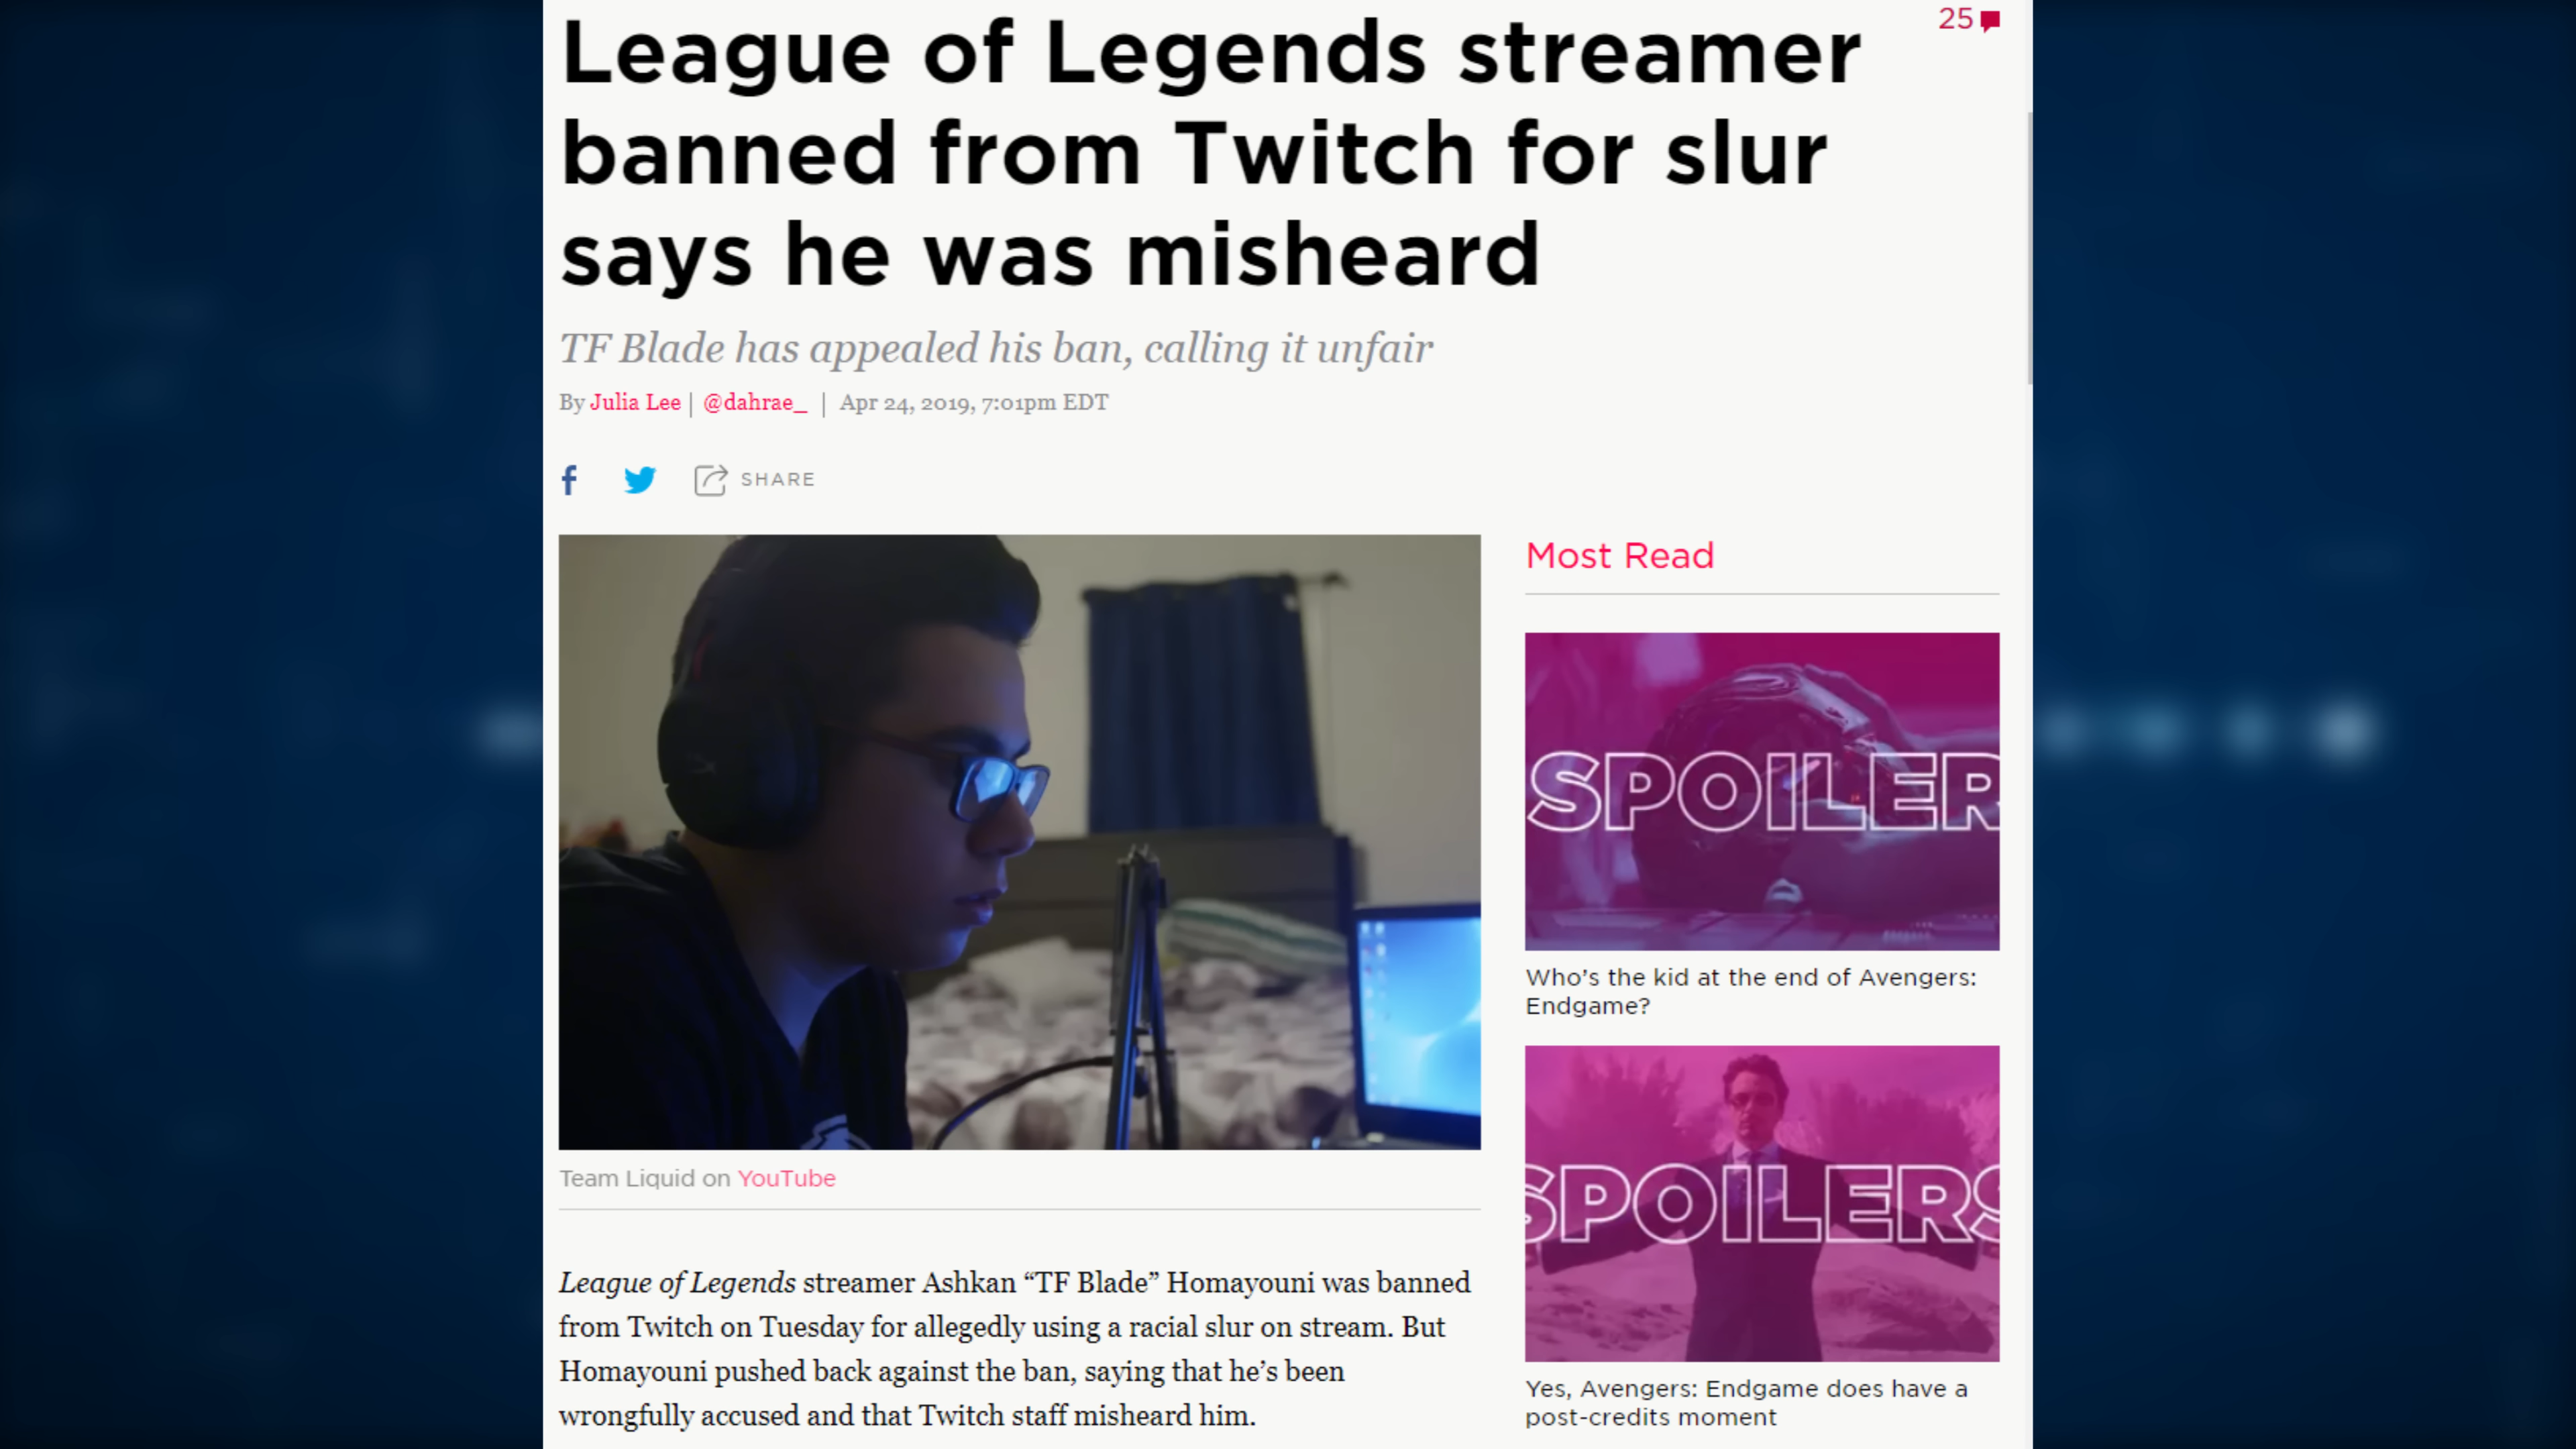 25
League of Legends streamer
banned from Twitch for slur
says he was misheard
TF Blade has appealed his ban, calling it unfair
By Julia Lee | @dahrae_ | Apr 24, 2019, 7:01pm EDT
SHARE
Team Liquid on YouTube
League of Legends streamer Ashkan “TF Blade” Homayouni was banned
from Twitch on Tuesday for allegedly using a racial slur on stream. But
Homayouni pushed back against the ban, saying that he’s been
wrongfully accused and that Twitch staff misheard him.
Most Read
SPOILER
Who’s the kid at the end of Avengers:
Endgame?
SPOILERS
Yes, Avengers: Endgame does have a
post-credits moment